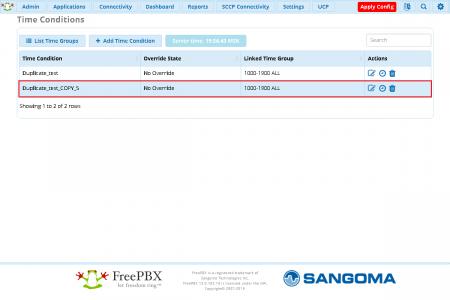 Admin Applications Connectivity Dashboard Reports SCCP Connectivity Settings UCP Apply Config
Time Conditions
List Time Groups + Add Time Condition Server time: 19:06:43 MSK Search
Time Condition Override State Linked Time Group Actions
Duplicate_test No Override 1000-1900 ALL
Duplicate_test_COPY_5 No Override 1000-1900 ALL
Showing 1 to 2 of 2 rows
FreePBX
let freedom ring™
FreePBX is a registered trademark of
Sangoma Technologies Inc.
is licensed under the GPL
Copyright© 2007-2019
SANGOMA